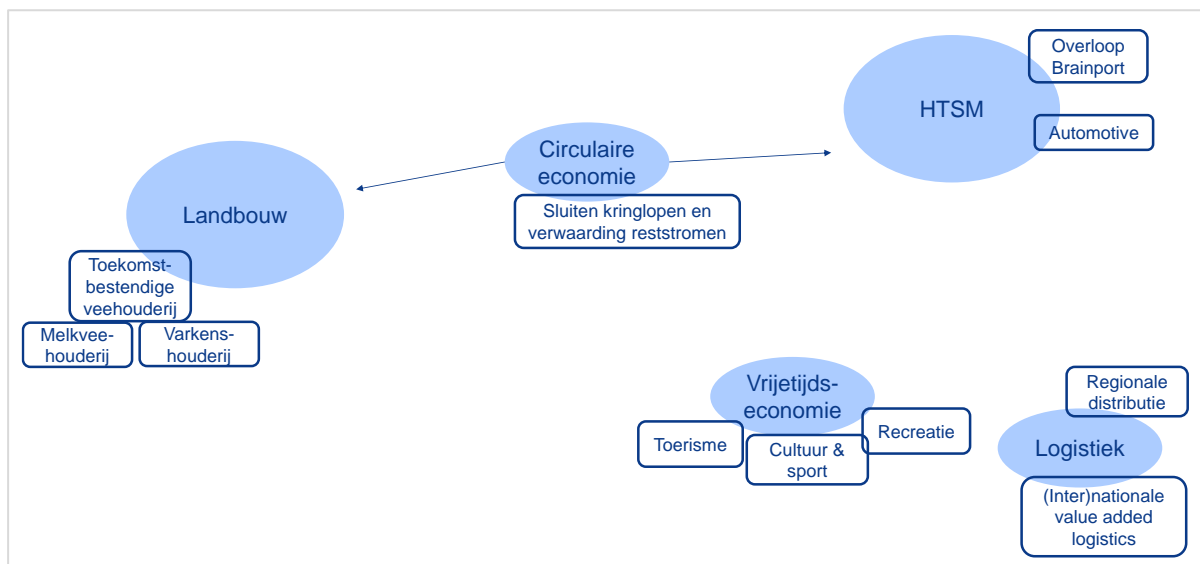 Overloop
Brainport
HTSM
Automotive
Circulaire
economie
Sluiten kringlopen en
verwaarding reststromen
Landbouw
Toekomst-
bestendige
veehouderij
Melkvee-
houderij
Varkens-
houderij
Vrijetijds-
economie
Toerisme
Cultuur &
sport
Recreatie
Regionale
distributie
Logistiek
(Inter)nationale
value added
logistics